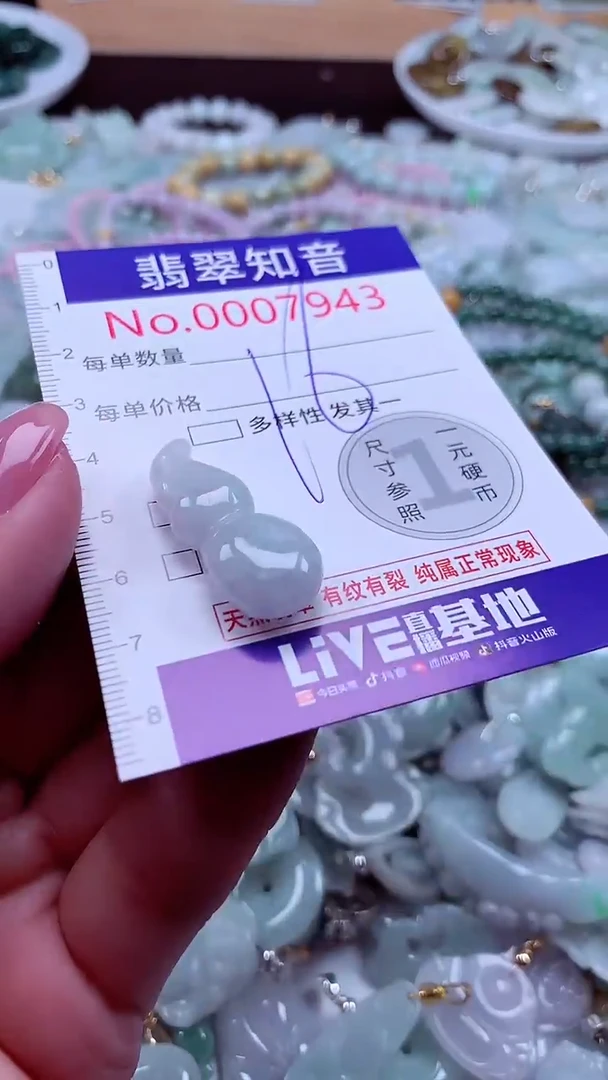 0
翡翠知音
1
No.0007943
2 每单数量
3 每单价格
多样性 发其一
16
4
尺寸参照
1
一元硬币
5
6
有纹有裂 纯属正常现象
7
LiVE直播基地
今日头条 抖音 西瓜视频 抖音火山版
8